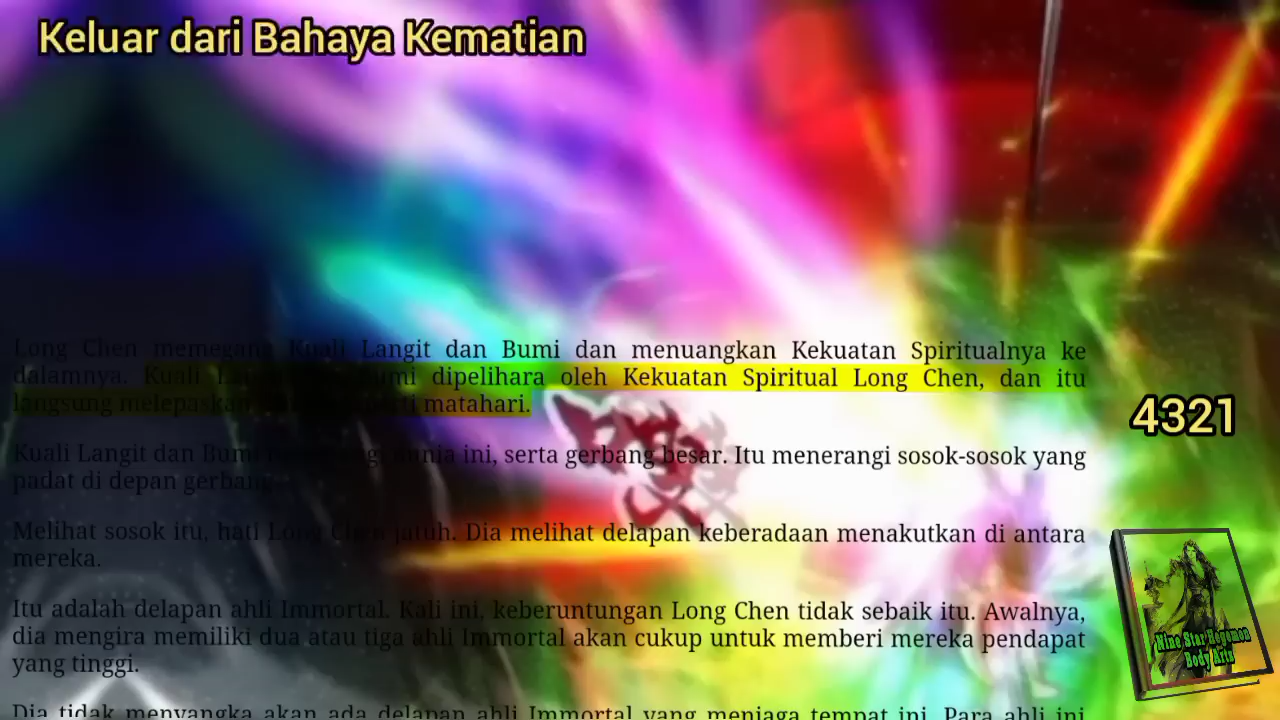 Keluar dari Bahaya Kematian
Long Chen memegang Kuali Langit dan Bumi dan menuangkan Kekuatan Spiritualnya ke
dalamnya. Kuali Bumi dipelihara oleh Kekuatan Spiritual Long Chen, dan itu
langsung melepaskan matahari.
Kuali Langit dan Bumi dunia ini, serta gerbang besar. Itu menerangi sosok-sosok yang
padat di depan gerbang
Melihat sosok itu, hati Long Chen jatuh. Dia melihat delapan keberadaan menakutkan di antara
mereka.
Itu adalah delapan ahli Immortal. Kali ini, keberuntungan Long Chen tidak sebaik itu. Awalnya,
dia mengira memiliki dua atau tiga ahli Immortal akan cukup untuk memberi mereka pendapat
yang tinggi.
Dia tidak menyangka akan ada delapan ahli Immortal yang menjaga tempat ini. Para ahli ini
4321
Nine Star Hegemon
Body Arts